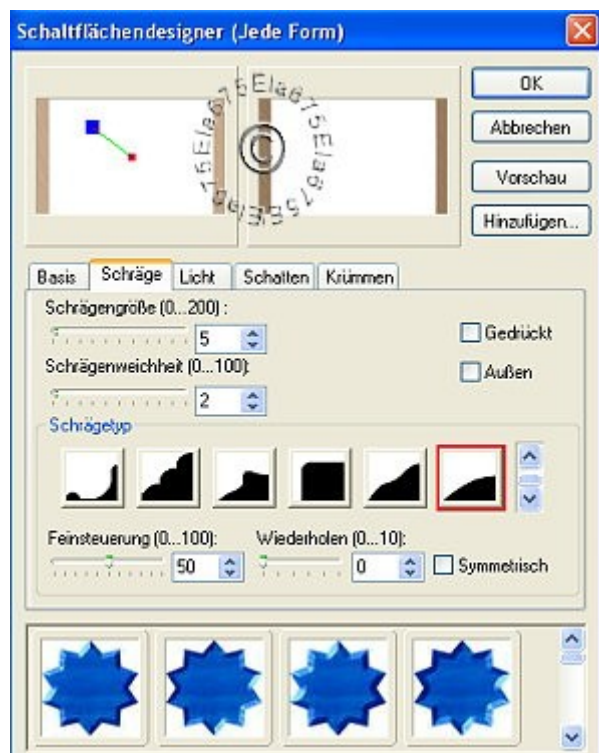 Schaltflächendesigner (Jede Form)
OK
Abbrechen
Vorschau
Hinzufügen...
©
Ela675Ela675Ela675Ela675
Basis Schräge Licht Schatten Krümmen
Schrägengröße (0...200) :
5
Gedrückt
Schrägenweichheit (0...100):
2
Außen
Schrägetyp
Feinsteuerung (0...100): Wiederholen (0...10):
50 0 Symmetrisch